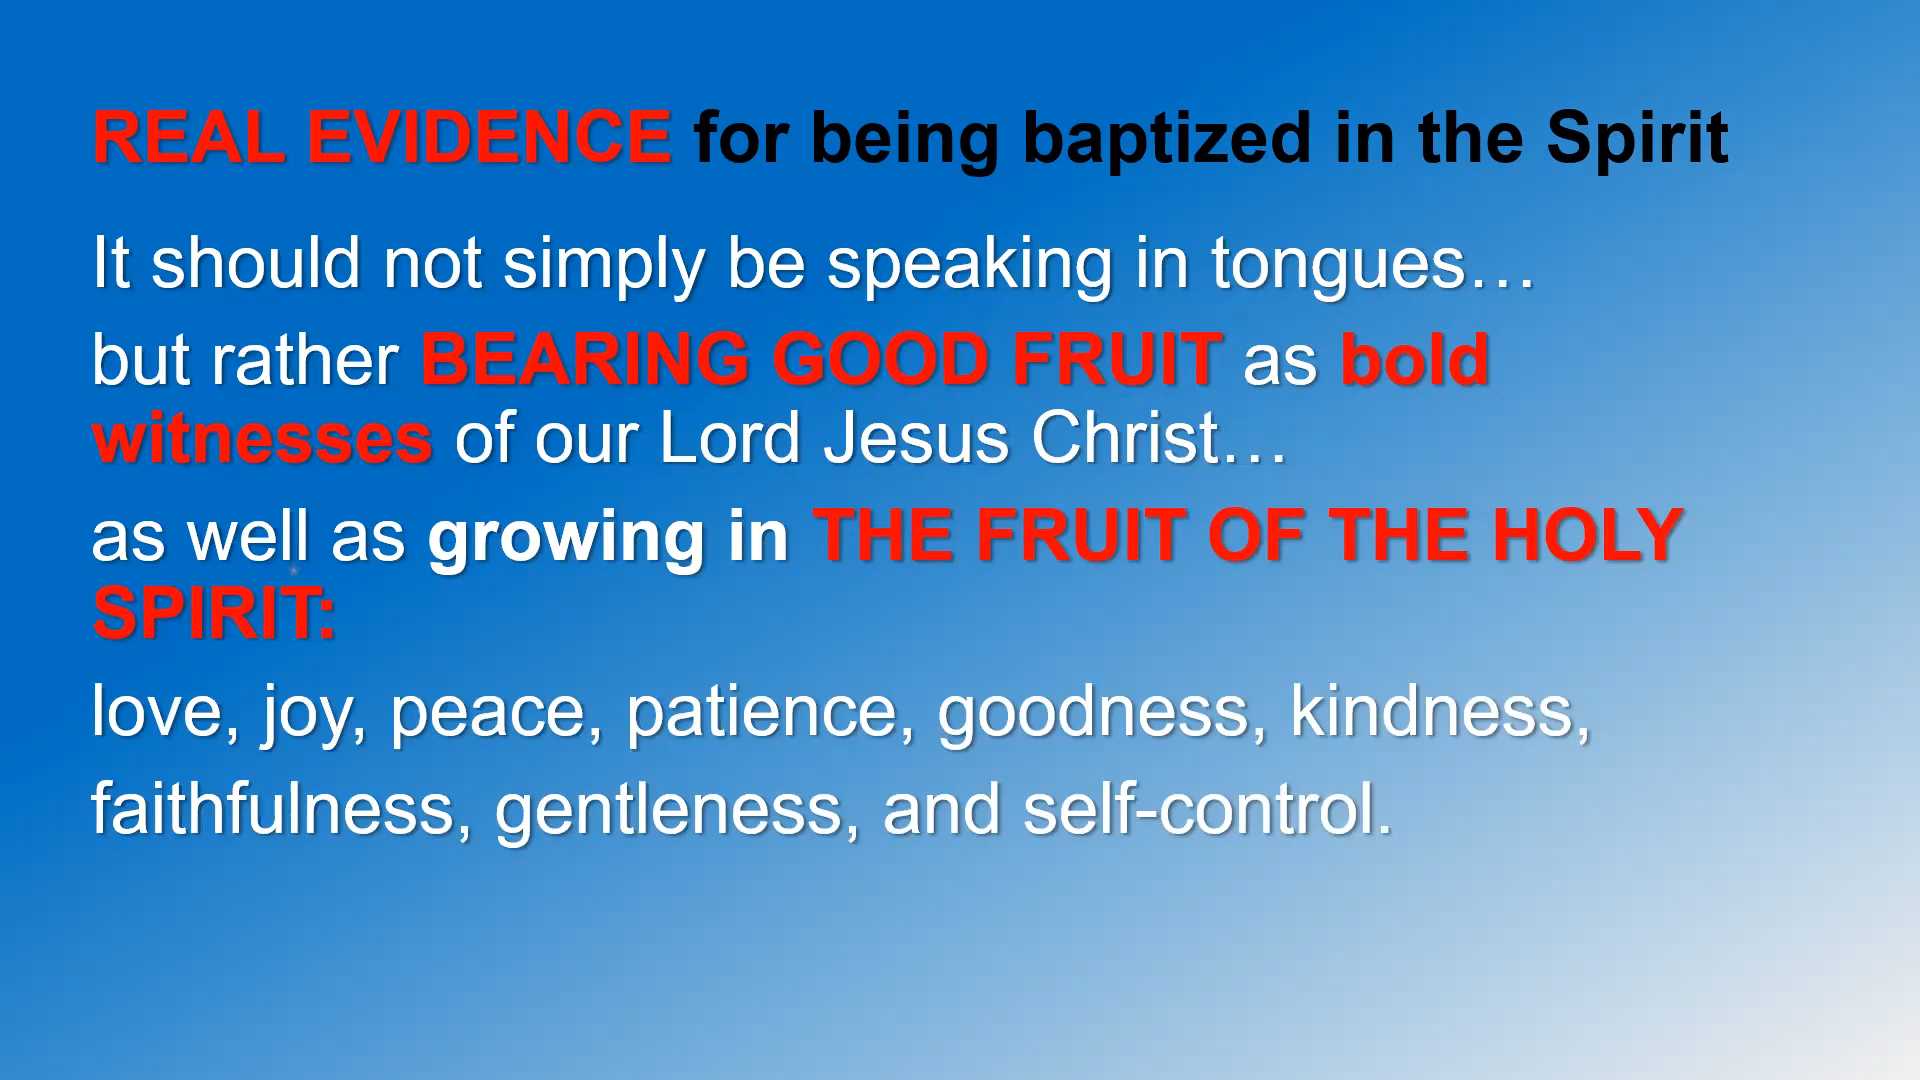 REAL EVIDENCE for being baptized in the Spirit
It should not simply be speaking in tongues…
but rather BEARING GOOD FRUIT as bold
witnesses of our Lord Jesus Christ…
as well as growing in THE FRUIT OF THE HOLY
SPIRIT:
love, joy, peace, patience, goodness, kindness,
faithfulness, gentleness, and self-control.